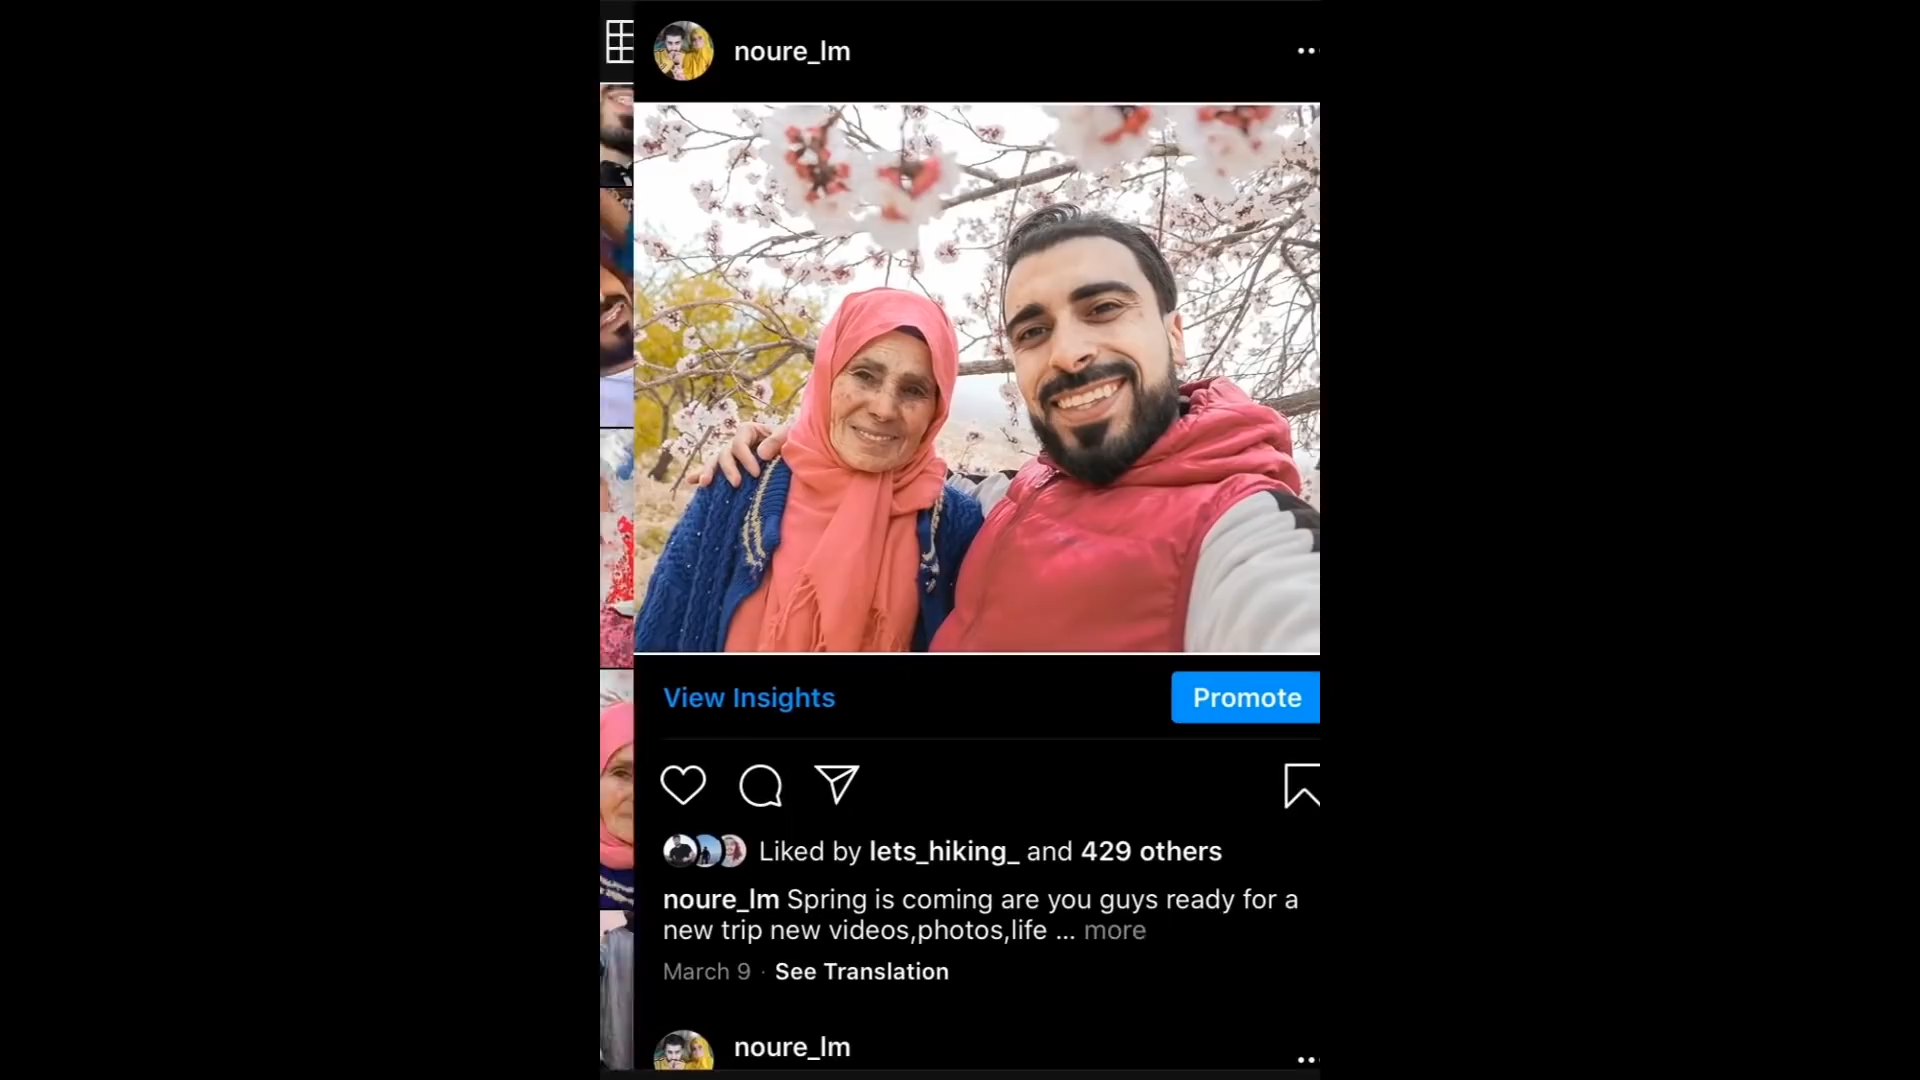 noure_lm
View Insights
Promote
Liked by lets_hiking_ and 429 others
noure_lm Spring is coming are you guys ready for a
new trip new videos,photos,life ... more
March 9 · See Translation
noure_lm